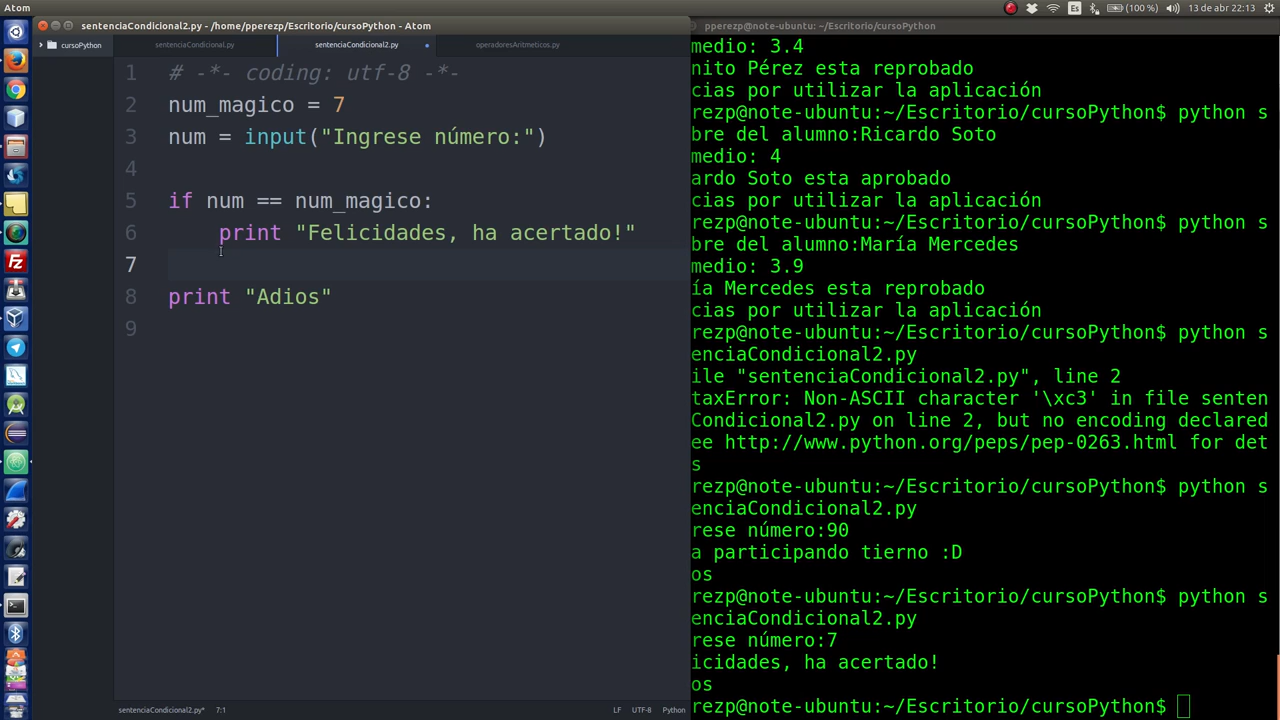 Atom
Es
(100 %)
13 de abr 22:13
sentenciaCondicional2.py - /home/pperezp/Escritorio/cursoPython - Atom
pperezp@note-ubuntu: ~/Escritorio/cursoPython
cursoPython
sentenciaCondicional.py
sentenciaCondicional2.py
operadoresAritmeticos.py
1 # -*- coding: utf-8 -*-
2 num_magico = 7
3 num = input("Ingrese número:")
4
5 if num == num_magico:
6 print "Felicidades, ha acertado!"
7
8 print "Adios"
9
sentenciaCondicional2.py* 7:1
LF UTF-8 Python
medio: 3.4
nito Pérez esta reprobado
cias por utilizar la aplicación
rezp@note-ubuntu:~/Escritorio/cursoPython$ python s
bre del alumno:Ricardo Soto
medio: 4
ardo Soto esta aprobado
cias por utilizar la aplicación
rezp@note-ubuntu:~/Escritorio/cursoPython$ python s
bre del alumno:María Mercedes
medio: 3.9
ía Mercedes esta reprobado
cias por utilizar la aplicación
rezp@note-ubuntu:~/Escritorio/cursoPython$ python s
enciaCondicional2.py
ile "sentenciaCondicional2.py", line 2
taxError: Non-ASCII character '\xc3' in file senten
Condicional2.py on line 2, but no encoding declared
ee http://www.python.org/peps/pep-0263.html for det
s
rezp@note-ubuntu:~/Escritorio/cursoPython$ python s
enciaCondicional2.py
rese número:90
a participando tierno :D
os
rezp@note-ubuntu:~/Escritorio/cursoPython$ python s
enciaCondicional2.py
rese número:7
icidades, ha acertado!
os
rezp@note-ubuntu:~/Escritorio/cursoPython$